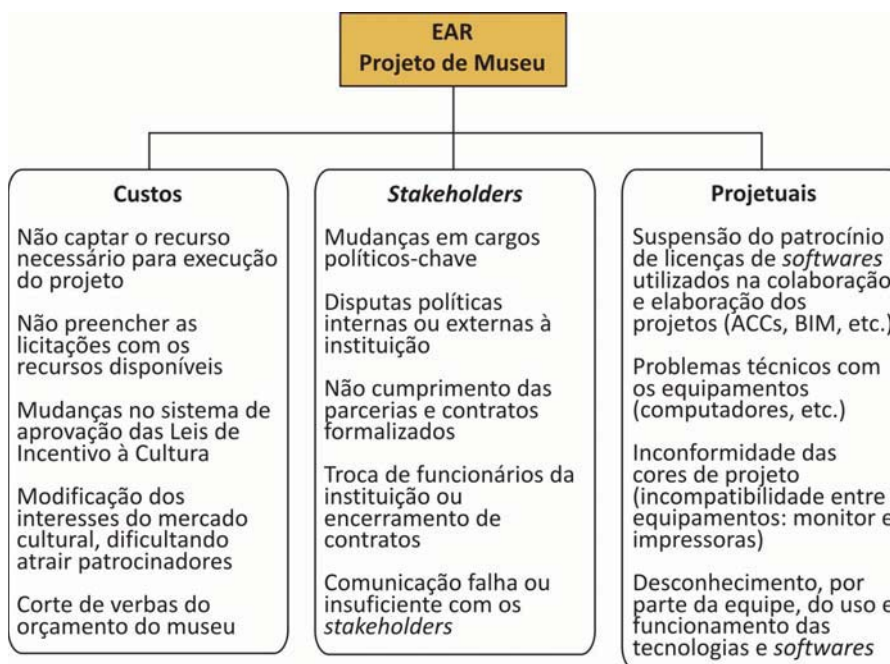 EAR
Projeto de Museu
Custos
Não captar o recurso
necessário para execução
do projeto
Não preencher as
licitações com os
recursos disponíveis
Mudanças no sistema de
aprovação das Leis de
Incentivo à Cultura
Modificação dos
interesses do mercado
cultural, dificultando
atrair patrocinadores
Corte de verbas do
orçamento do museu
Stakeholders
Mudanças em cargos
políticos-chave
Disputas políticas
internas ou externas à
instituição
Não cumprimento das
parcerias e contratos
formalizados
Troca de funcionários da
instituição ou
encerramento de
contratos
Comunicação falha ou
insuficiente com os
stakeholders
Projetuais
Suspensão do patrocínio
de licenças de softwares
utilizados na colaboração
e elaboração dos
projetos (ACCs, BIM, etc.)
Problemas técnicos com
os equipamentos
(computadores, etc.)
Inconformidade das
cores de projeto
(incompatibilidade entre
equipamentos: monitor e
impressoras)
Desconhecimento, por
parte da equipe, do uso e
funcionamento das
tecnologias e softwares